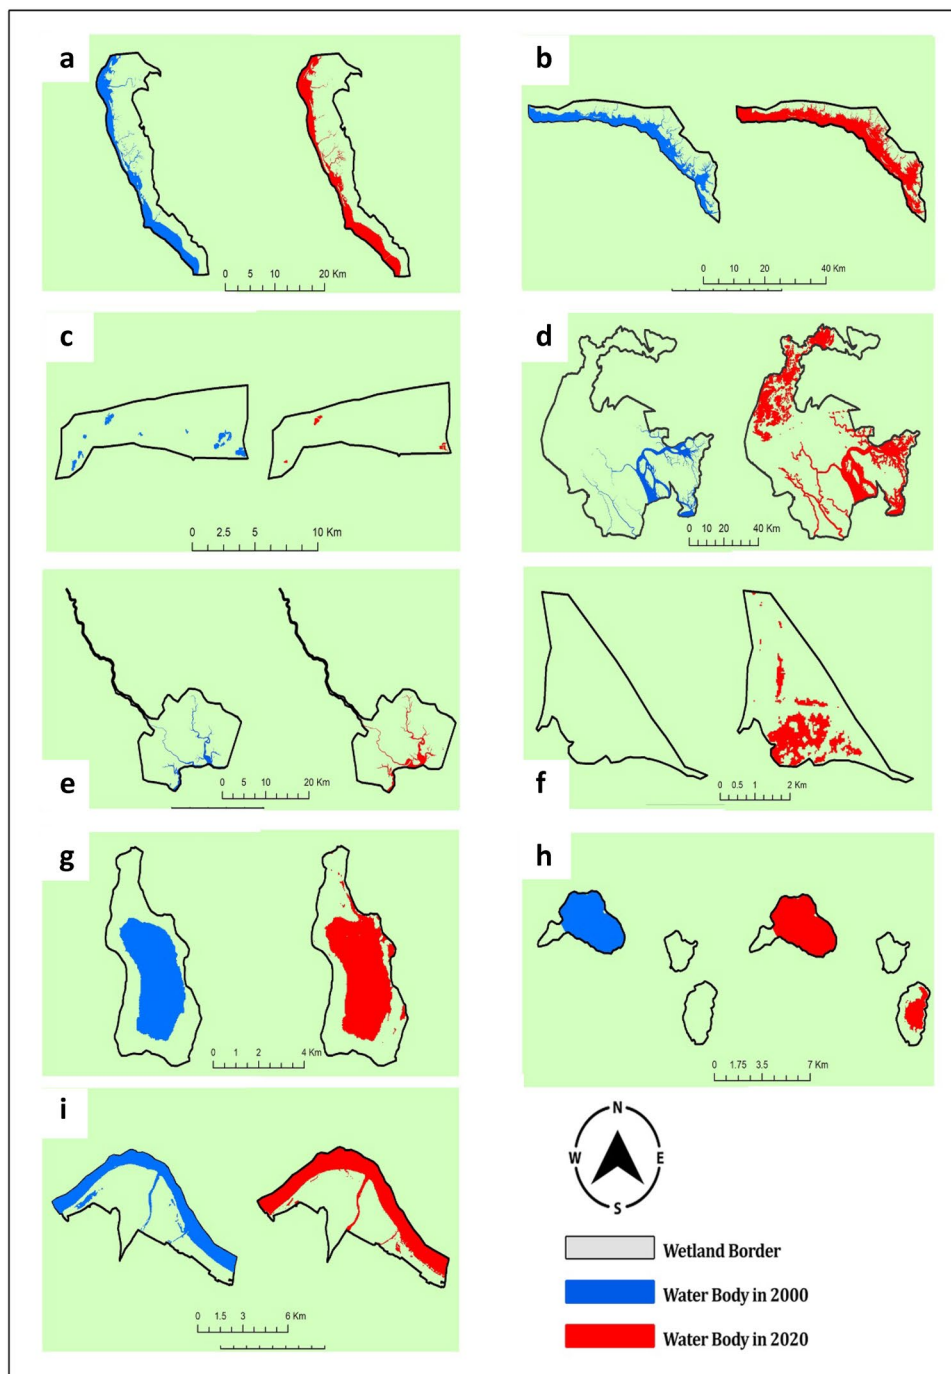 a
0 5 10 20 Km
b
0 10 20 40 Km
c
0 2.5 5 10 Km
d
0 10 20 40 Km
e
0 5 10 20 Km
f
0 0.5 1 2 Km
g
0 1 2 4 Km
h
0 1.75 3.5 7 Km
i
0 1.5 3 6 Km
N
W E
S
Wetland Border
Water Body in 2000
Water Body in 2020